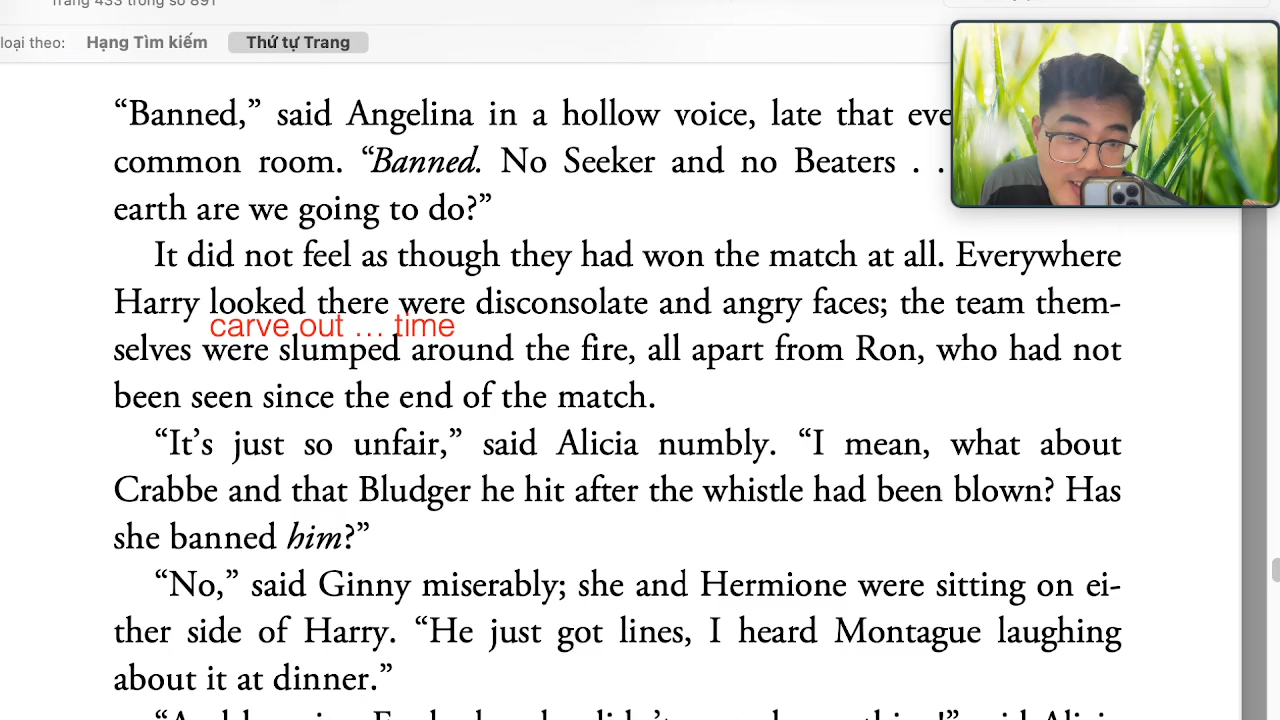 Trang 433 trong số 891
loại theo: Hạng Tìm kiếm Thứ tự Trang
“Banned,” said Angelina in a hollow voice, late that eve
common room. “Banned. No Seeker and no Beaters . .
earth are we going to do?”
It did not feel as though they had won the match at all. Everywhere
Harry looked there were disconsolate and angry faces; the team them-
carve out … time
selves were slumped around the fire, all apart from Ron, who had not
been seen since the end of the match.
“It’s just so unfair,” said Alicia numbly. “I mean, what about
Crabbe and that Bludger he hit after the whistle had been blown? Has
she banned him?”
“No,” said Ginny miserably; she and Hermione were sitting on ei-
ther side of Harry. “He just got lines, I heard Montague laughing
about it at dinner.”